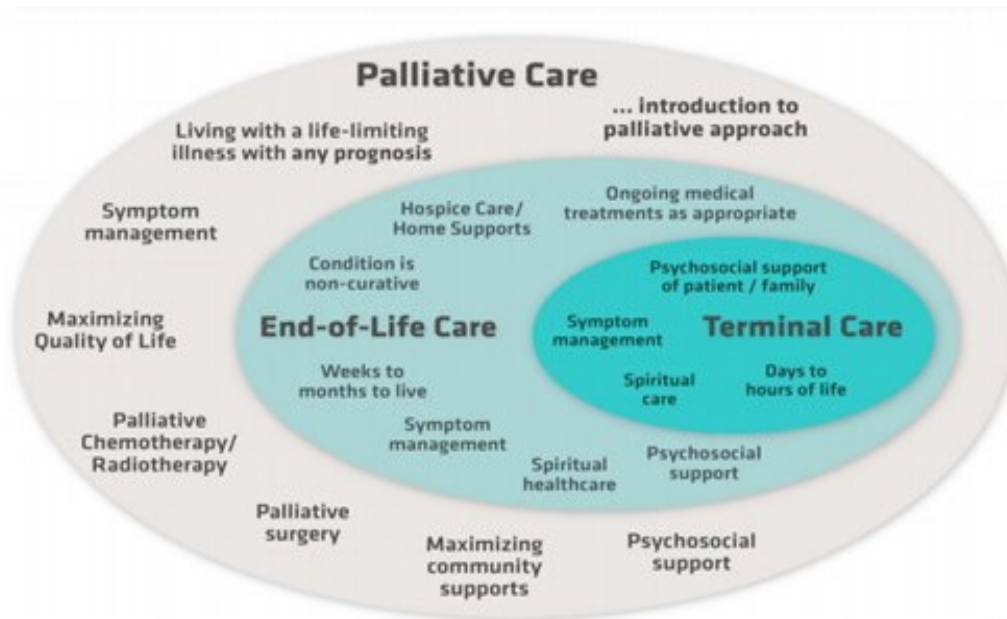 Palliative Care
... introduction to
palliative approach
Living with a life-limiting
illness with any prognosis
Symptom
management
Maximizing
Quality of Life
Palliative
Chemotherapy/
Radiotherapy
Palliative
surgery
Maximizing
community
supports
Psychosocial
support
Hospice Care/
Home Supports
Ongoing medical
treatments as appropriate
Condition is
non-curative
End-of-Life Care
Weeks to
months to live
Symptom
management
Spiritual
healthcare
Psychosocial
support
Psychosocial support
of patient / family
Symptom
management
Terminal Care
Spiritual
care
Days to
hours of life